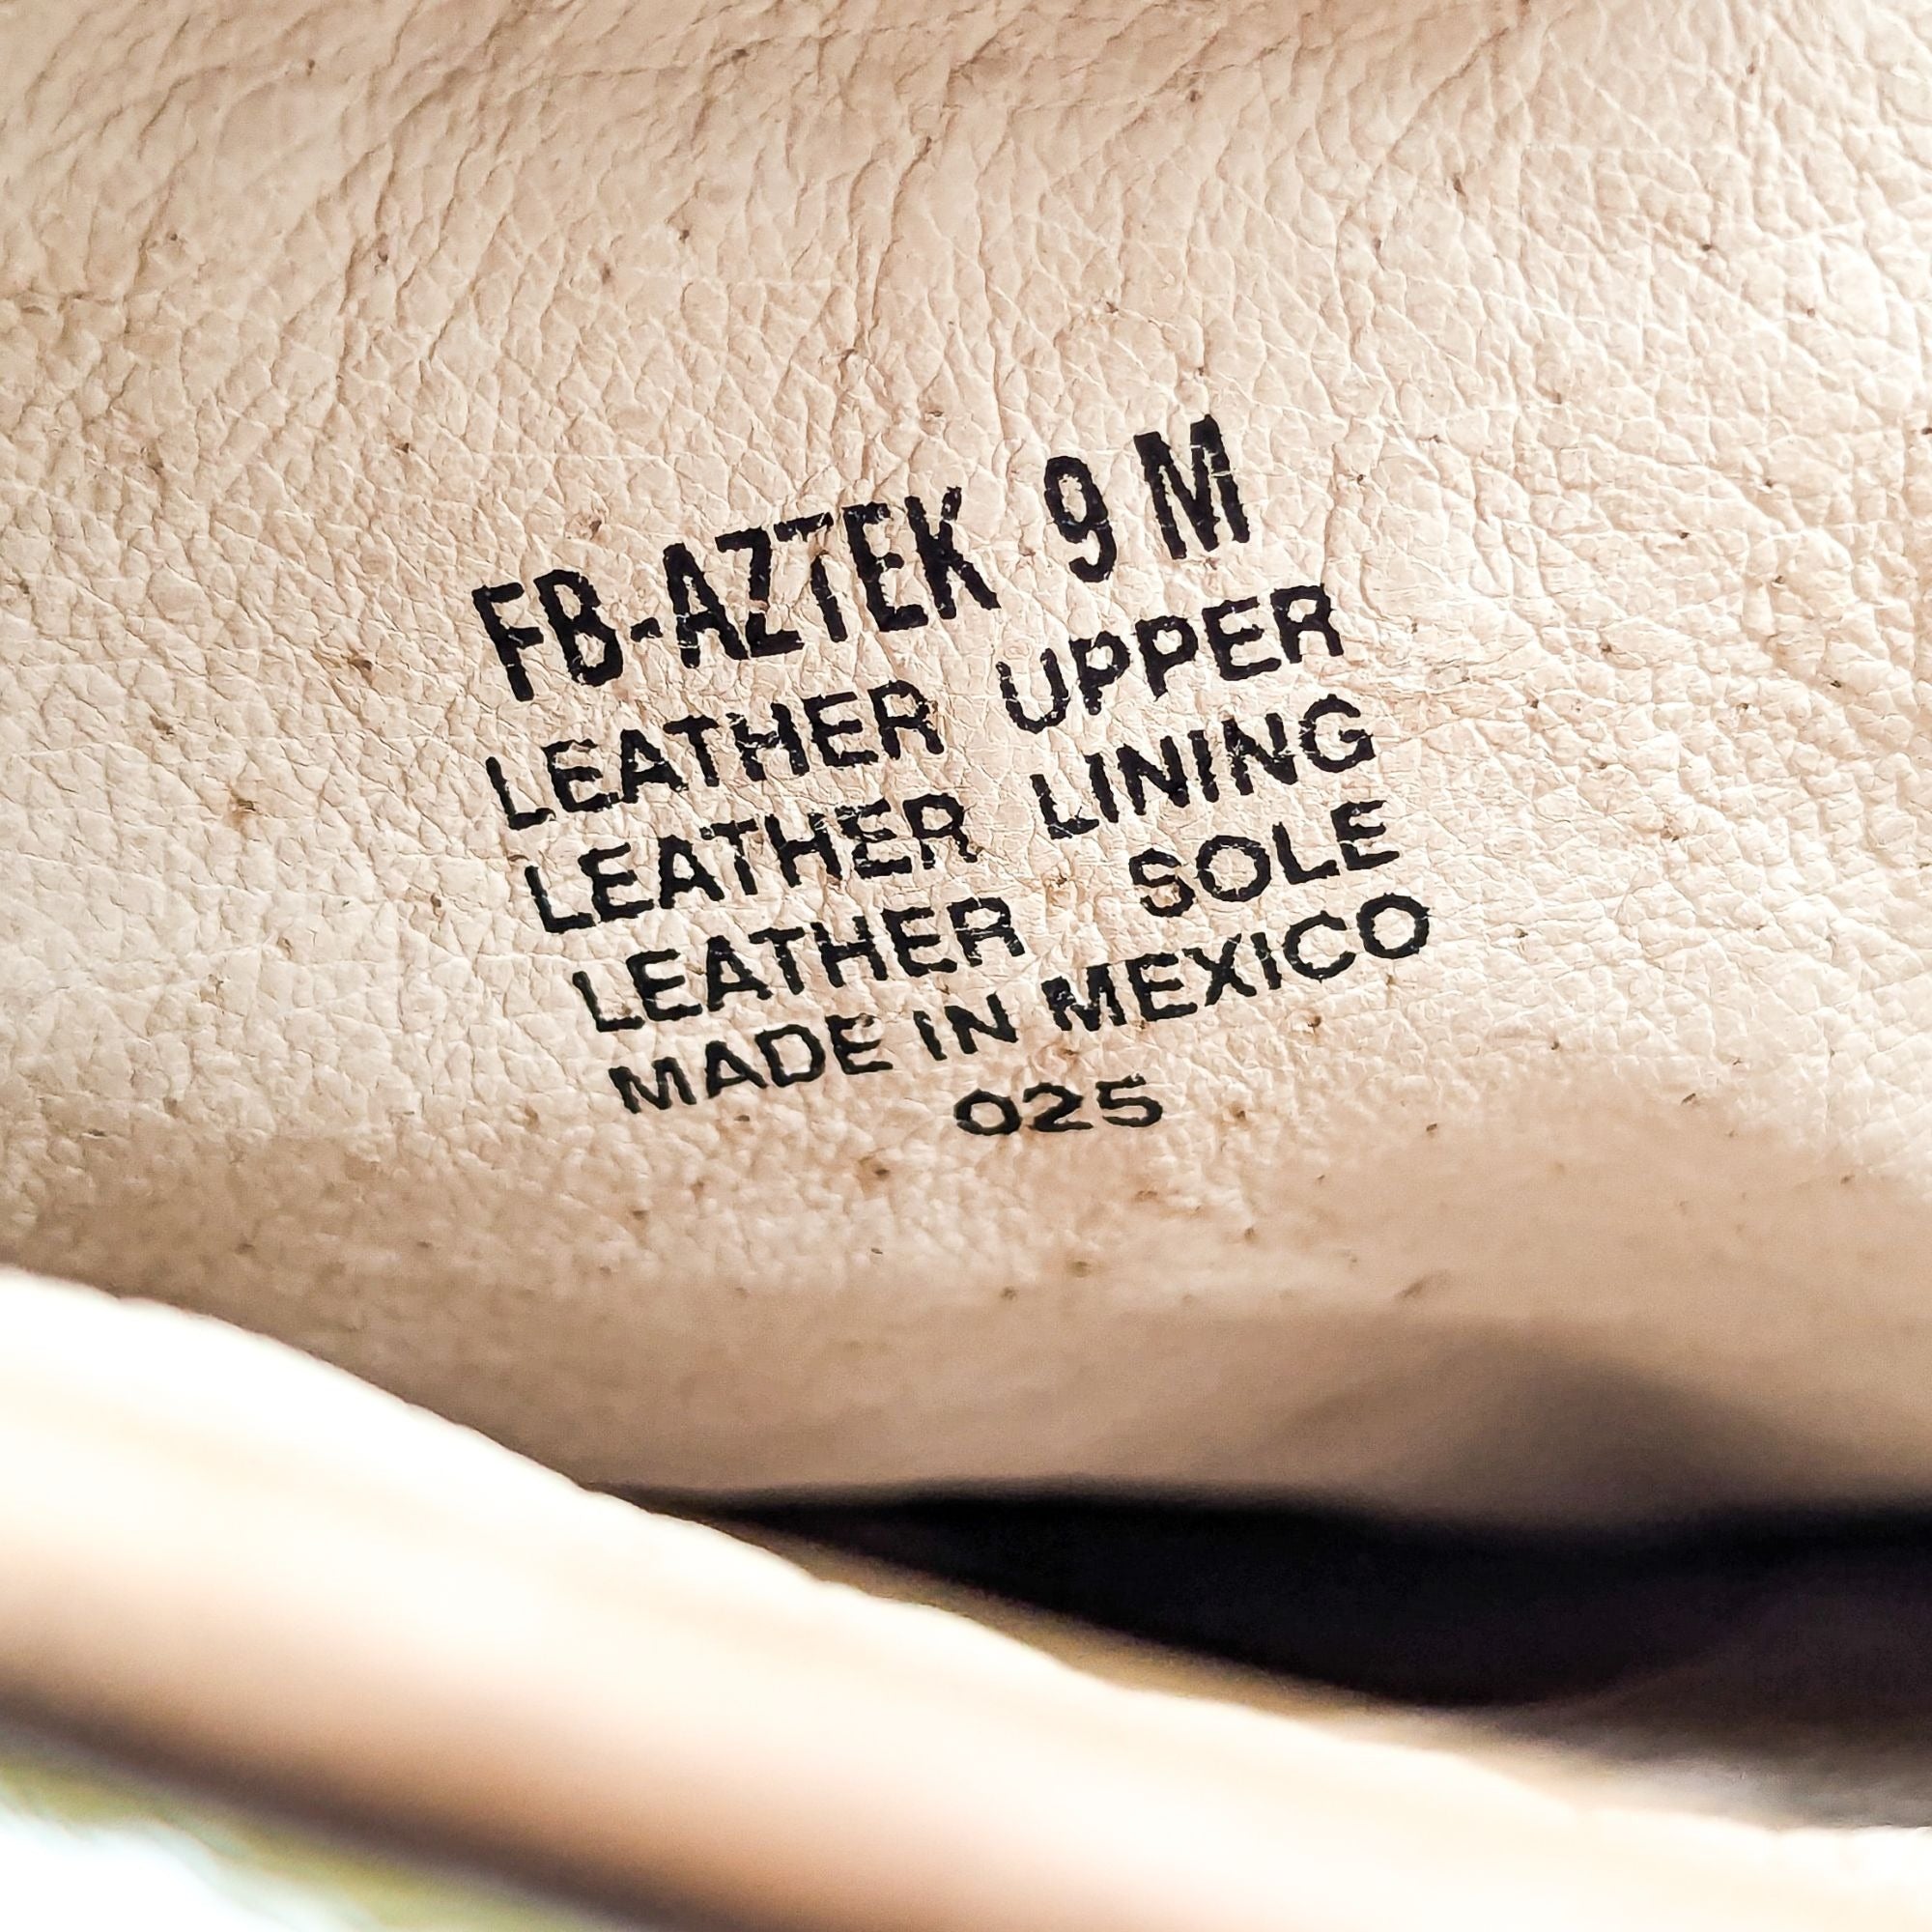 FB-AZTEK 9 M
LEATHER UPPER
LEATHER LINING
LEATHER SOLE
MADE IN MEXICO
025